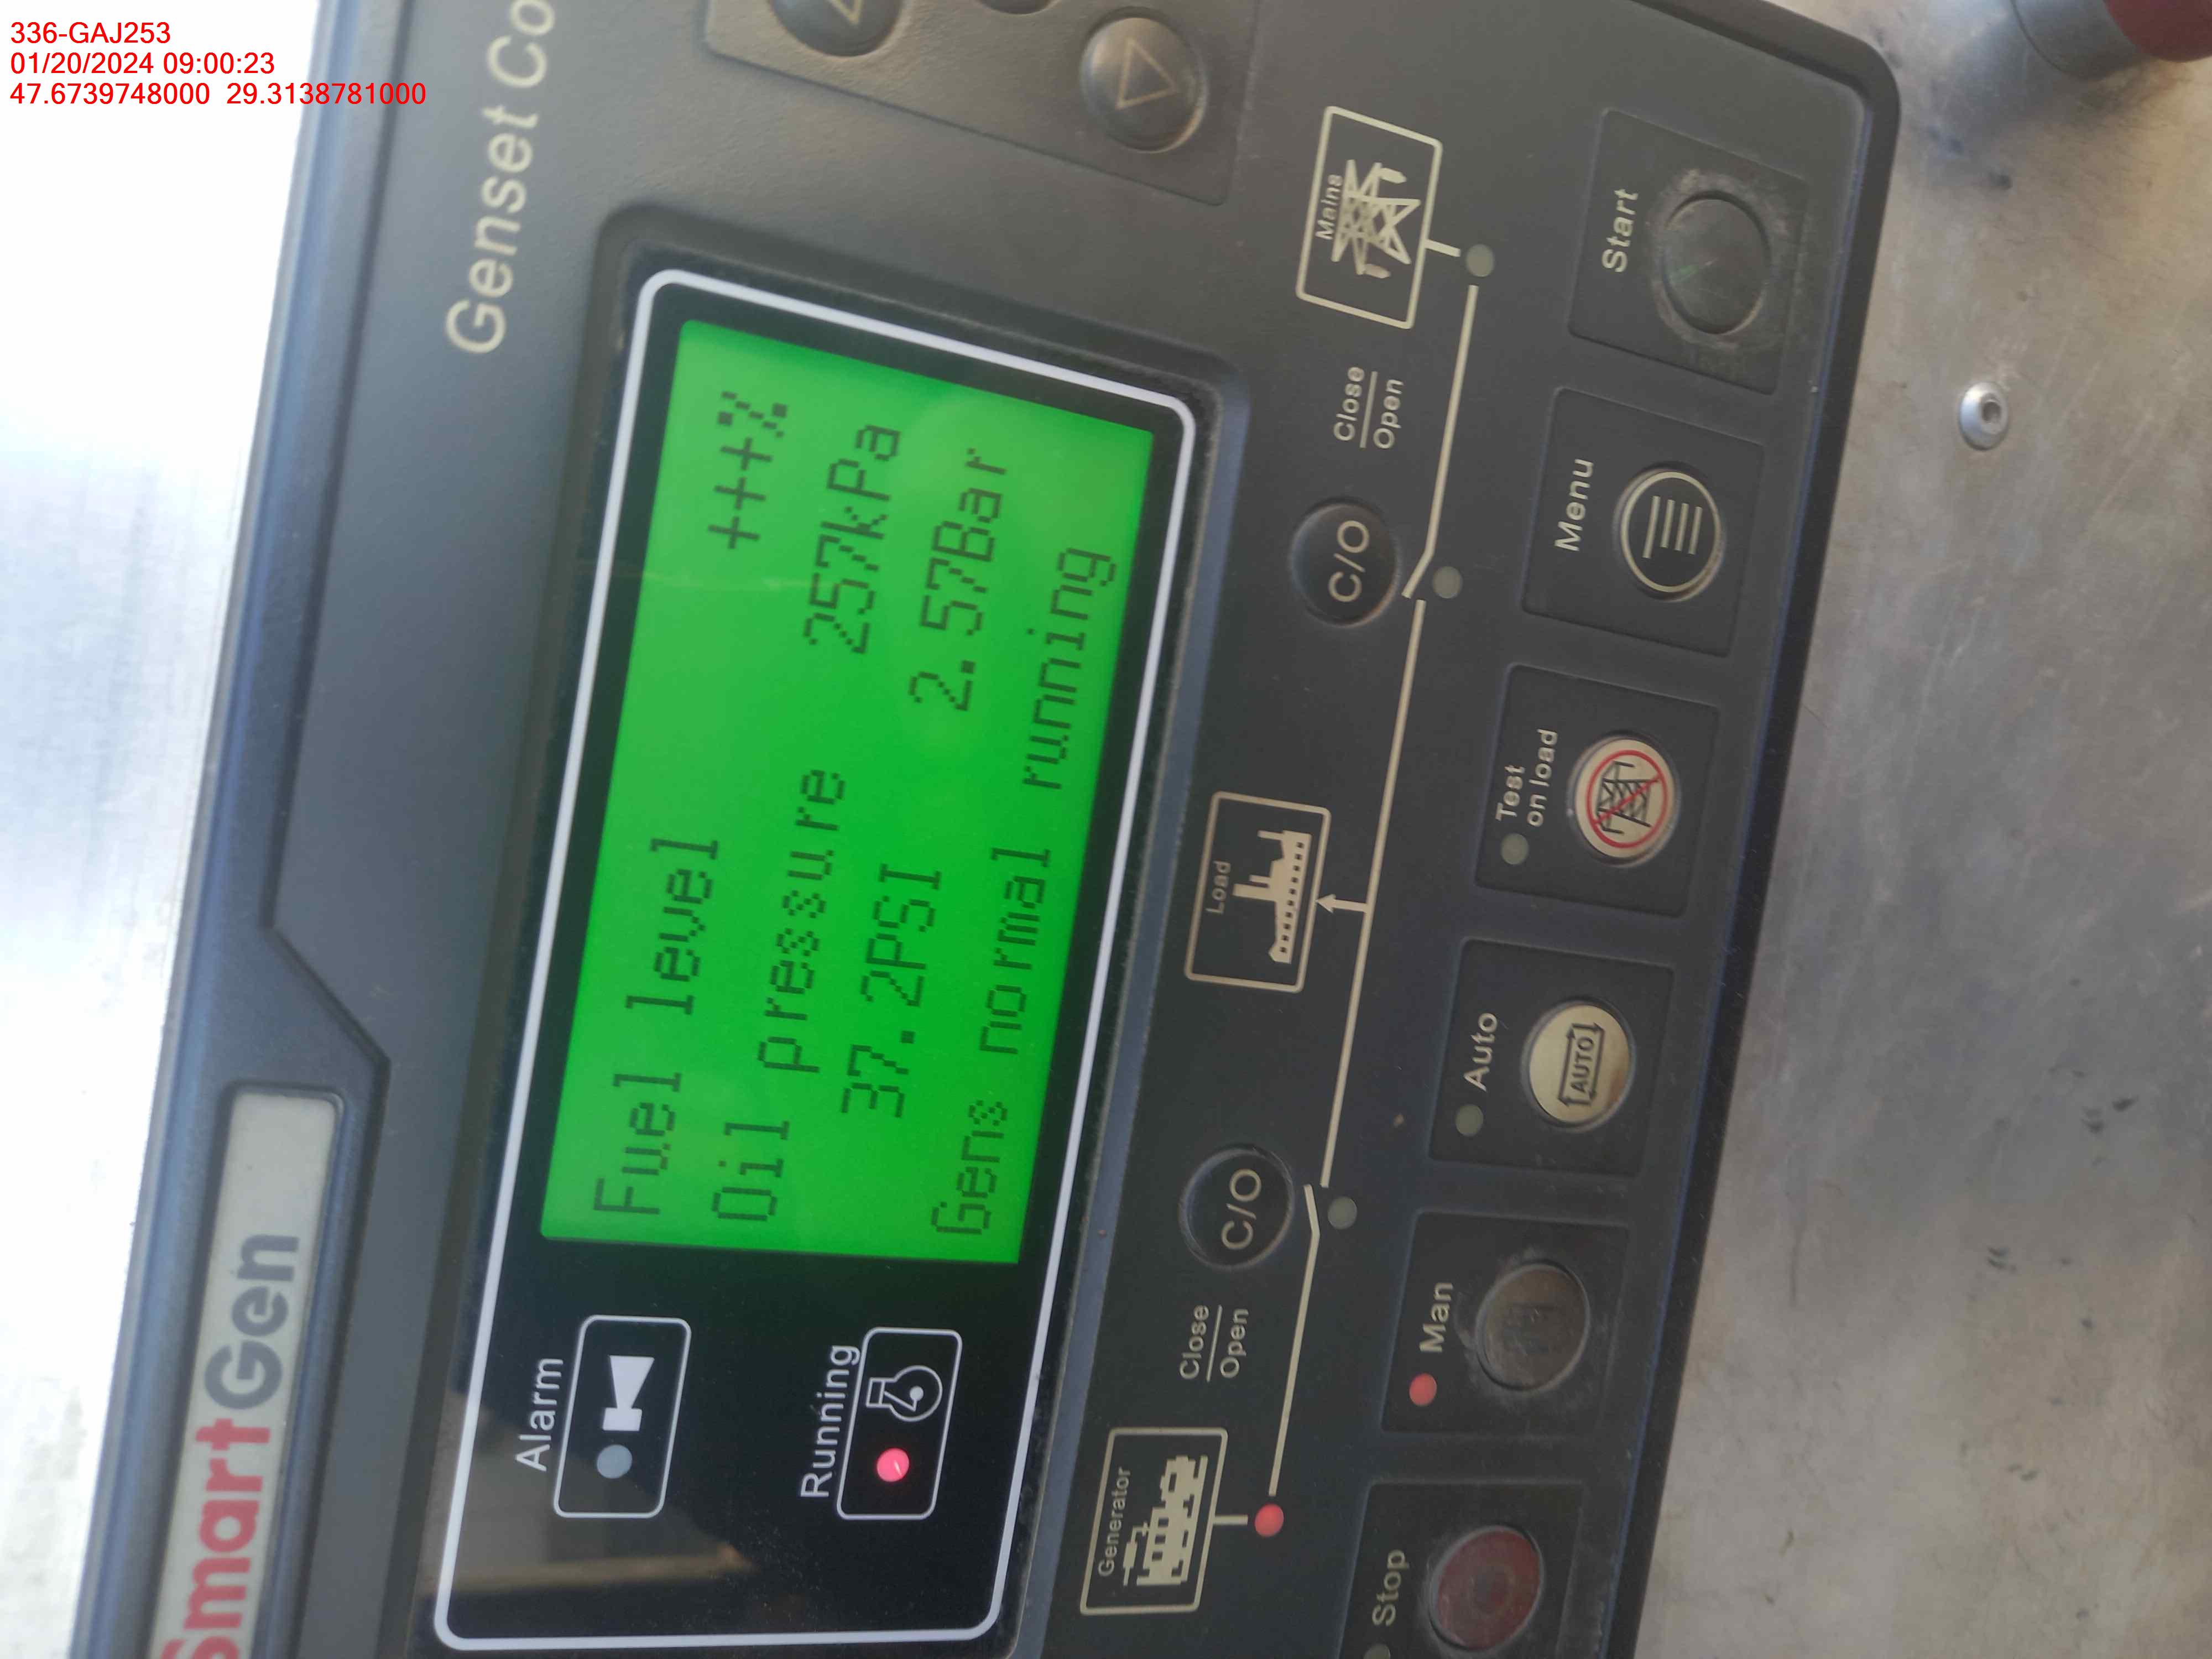 336-GAJ253
01/20/2024 09:00:23
47.6739748000 29.3138781000
SmartGen
Genset Co
Alarm
Running
Fuel level +++%
Oil pressure 257kPa
37.2PSI 2.57Bar
Gens normal running
Generator
Close
Open
C/O
Load
C/O
Close
Open
Mains
Stop
Man
Auto
AUTO
Test
on load
Menu
Start